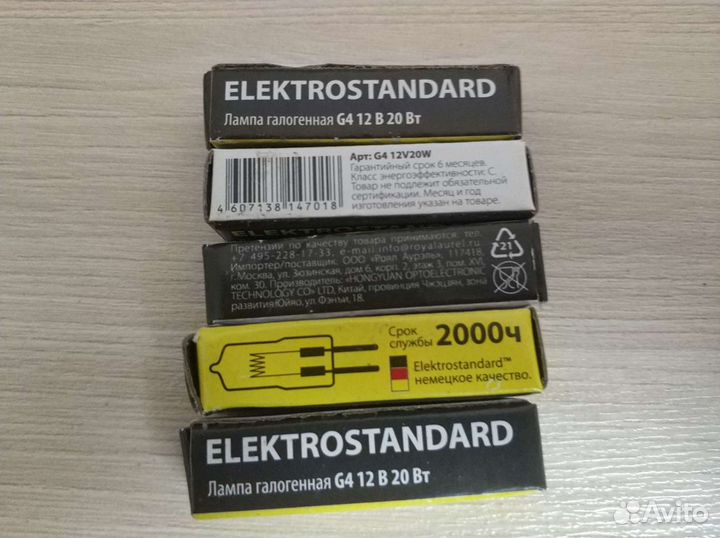 ELEKTROSTANDARD
Лампа галогенная G4 12 В 20 Вт
Арт: G4 12V20W
Гарантийный срок 6 месяцев.
Класс энергоэффективности: С.
Товар не подлежит обязательной
сертификации. Месяц и год
изготовления указан на товаре.
4 607138 147018
ELEKTROSTANDARD
Претензии по качеству товара принимаются. тел.
+7 495-228-17-33, e-mail info@royalautel.ru
Импортер/поставщик: ООО «Роял Аурэль», 117418,
г.Москва, ул. Зюзинская, дом 6, корп. 2, этаж 3, пом. XVI,
ком. 30. Производитель: «HONGYUAN OPTOELECTRONIC
TECHNOLOGY CO» LTD, Китай, провинция Чжэцзян, зона
развития Юйяо, ул. Фэнъи, 18.
21
Срок
службы 2000ч
Elektrostandard™
немецкое качество.
ELEKTROSTANDARD
Лампа галогенная G4 12 В 20 Вт
Avito